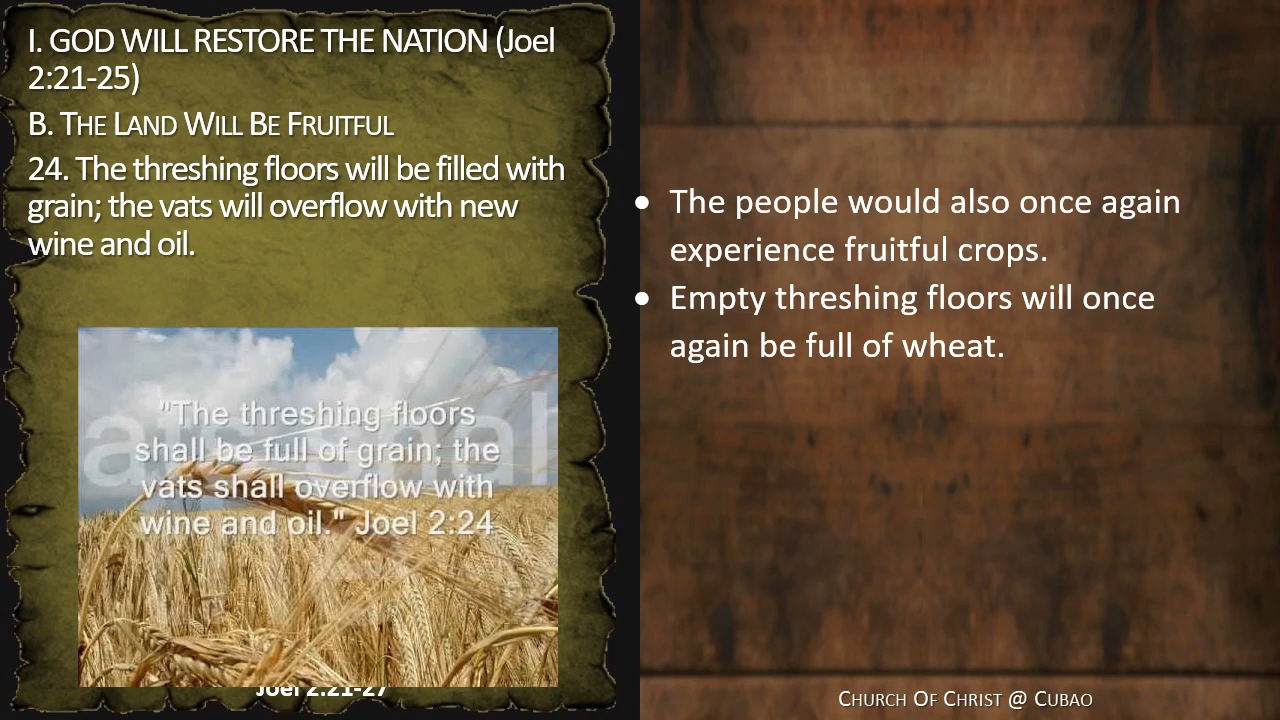 I. GOD WILL RESTORE THE NATION (Joel
2:21-25)
B. THE LAND WILL BE FRUITFUL
24. The threshing floors will be filled with
grain; the vats will overflow with new
wine and oil.
"The threshing floors
shall be full of grain; the
vats shall overflow with
wine and oil." Joel 2:24
Joel 2:21-27
• The people would also once again
experience fruitful crops.
• Empty threshing floors will once
again be full of wheat.
CHURCH OF CHRIST @ CUBAO